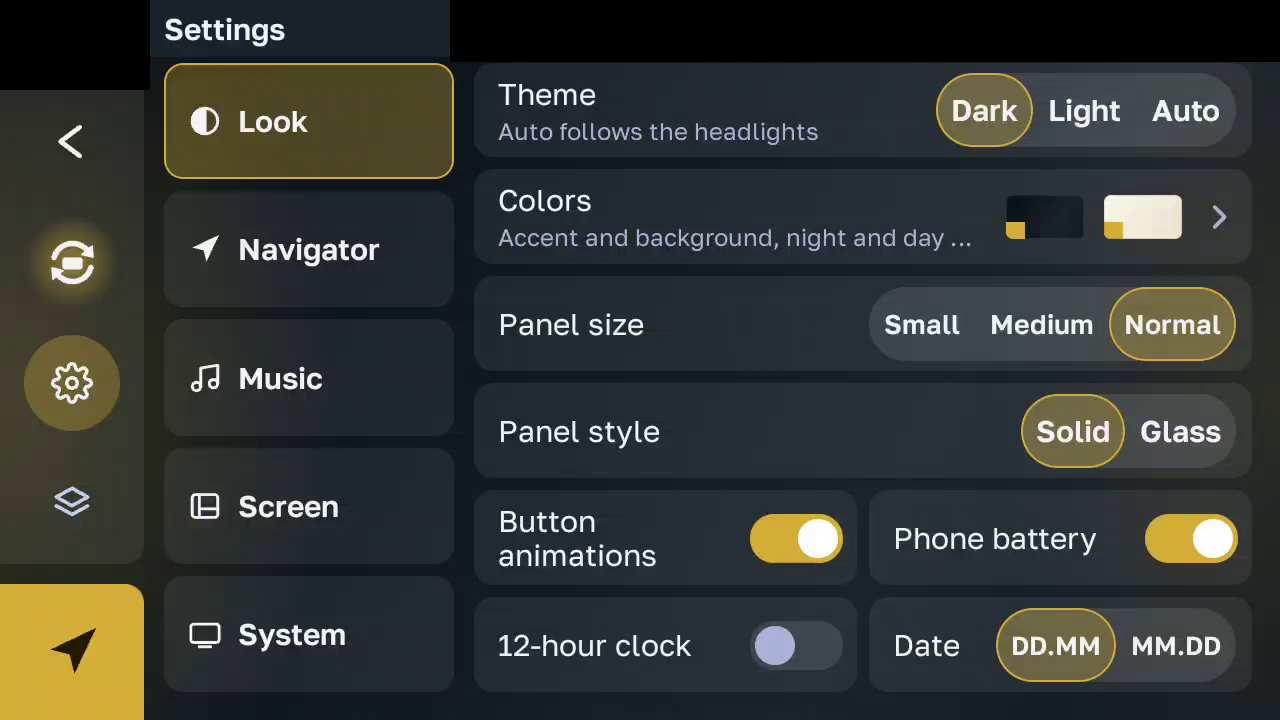 Settings
Look
Navigator
Music
Screen
System
Theme
Auto follows the headlights
Dark Light Auto
Colors
Accent and background, night and day ...
Panel size
Small Medium Normal
Panel style
Solid Glass
Button
animations
Phone battery
12-hour clock
Date
DD.MM MM.DD